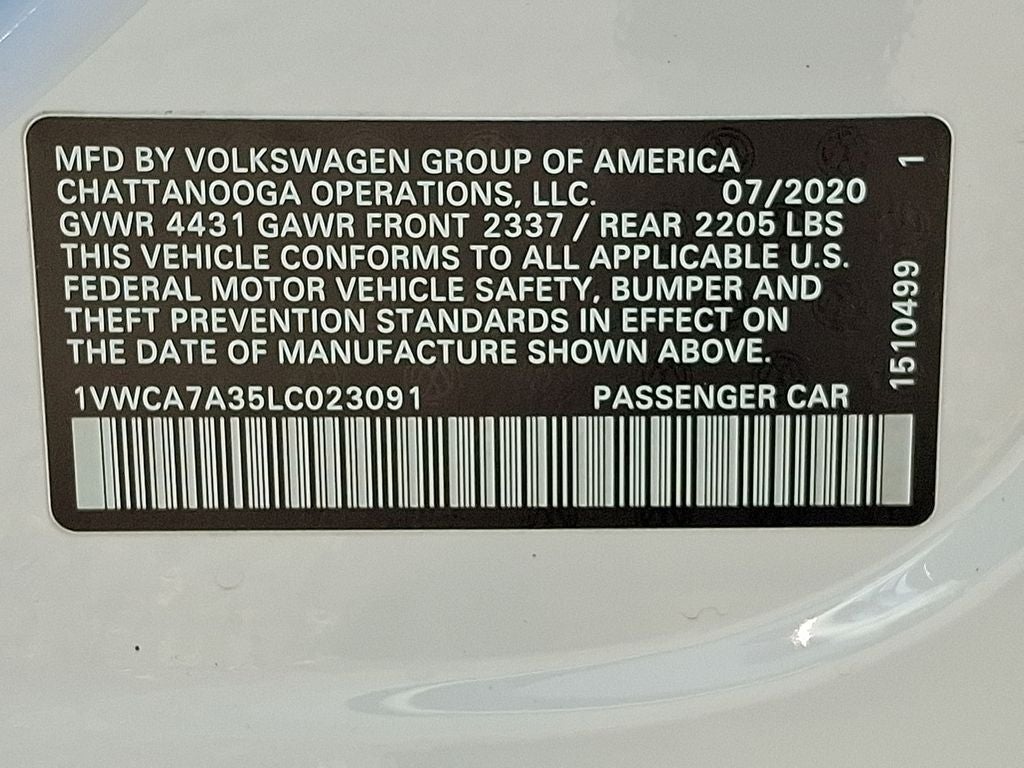 MFD BY VOLKSWAGEN GROUP OF AMERICA
CHATTANOOGA OPERATIONS, LLC. 07/2020
GVWR 4431 GAWR FRONT 2337 / REAR 2205 LBS
THIS VEHICLE CONFORMS TO ALL APPLICABLE U.S.
FEDERAL MOTOR VEHICLE SAFETY, BUMPER AND
THEFT PREVENTION STANDARDS IN EFFECT ON
THE DATE OF MANUFACTURE SHOWN ABOVE.
1VWCA7A35LC023091 PASSENGER CAR
1510499 1